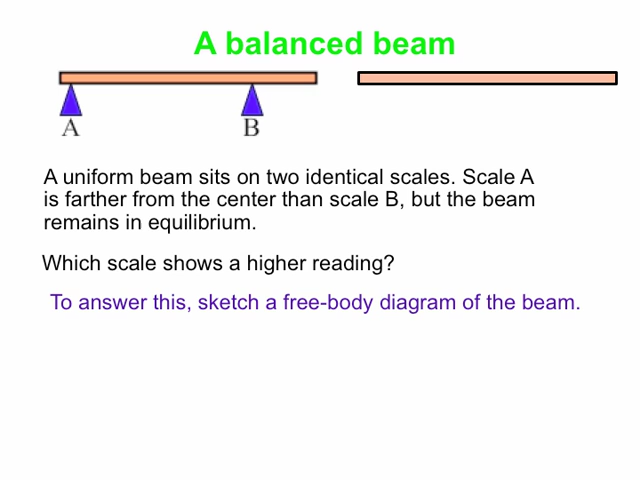 A balanced beam
A
B
A uniform beam sits on two identical scales. Scale A
is farther from the center than scale B, but the beam
remains in equilibrium.
Which scale shows a higher reading?
To answer this, sketch a free-body diagram of the beam.